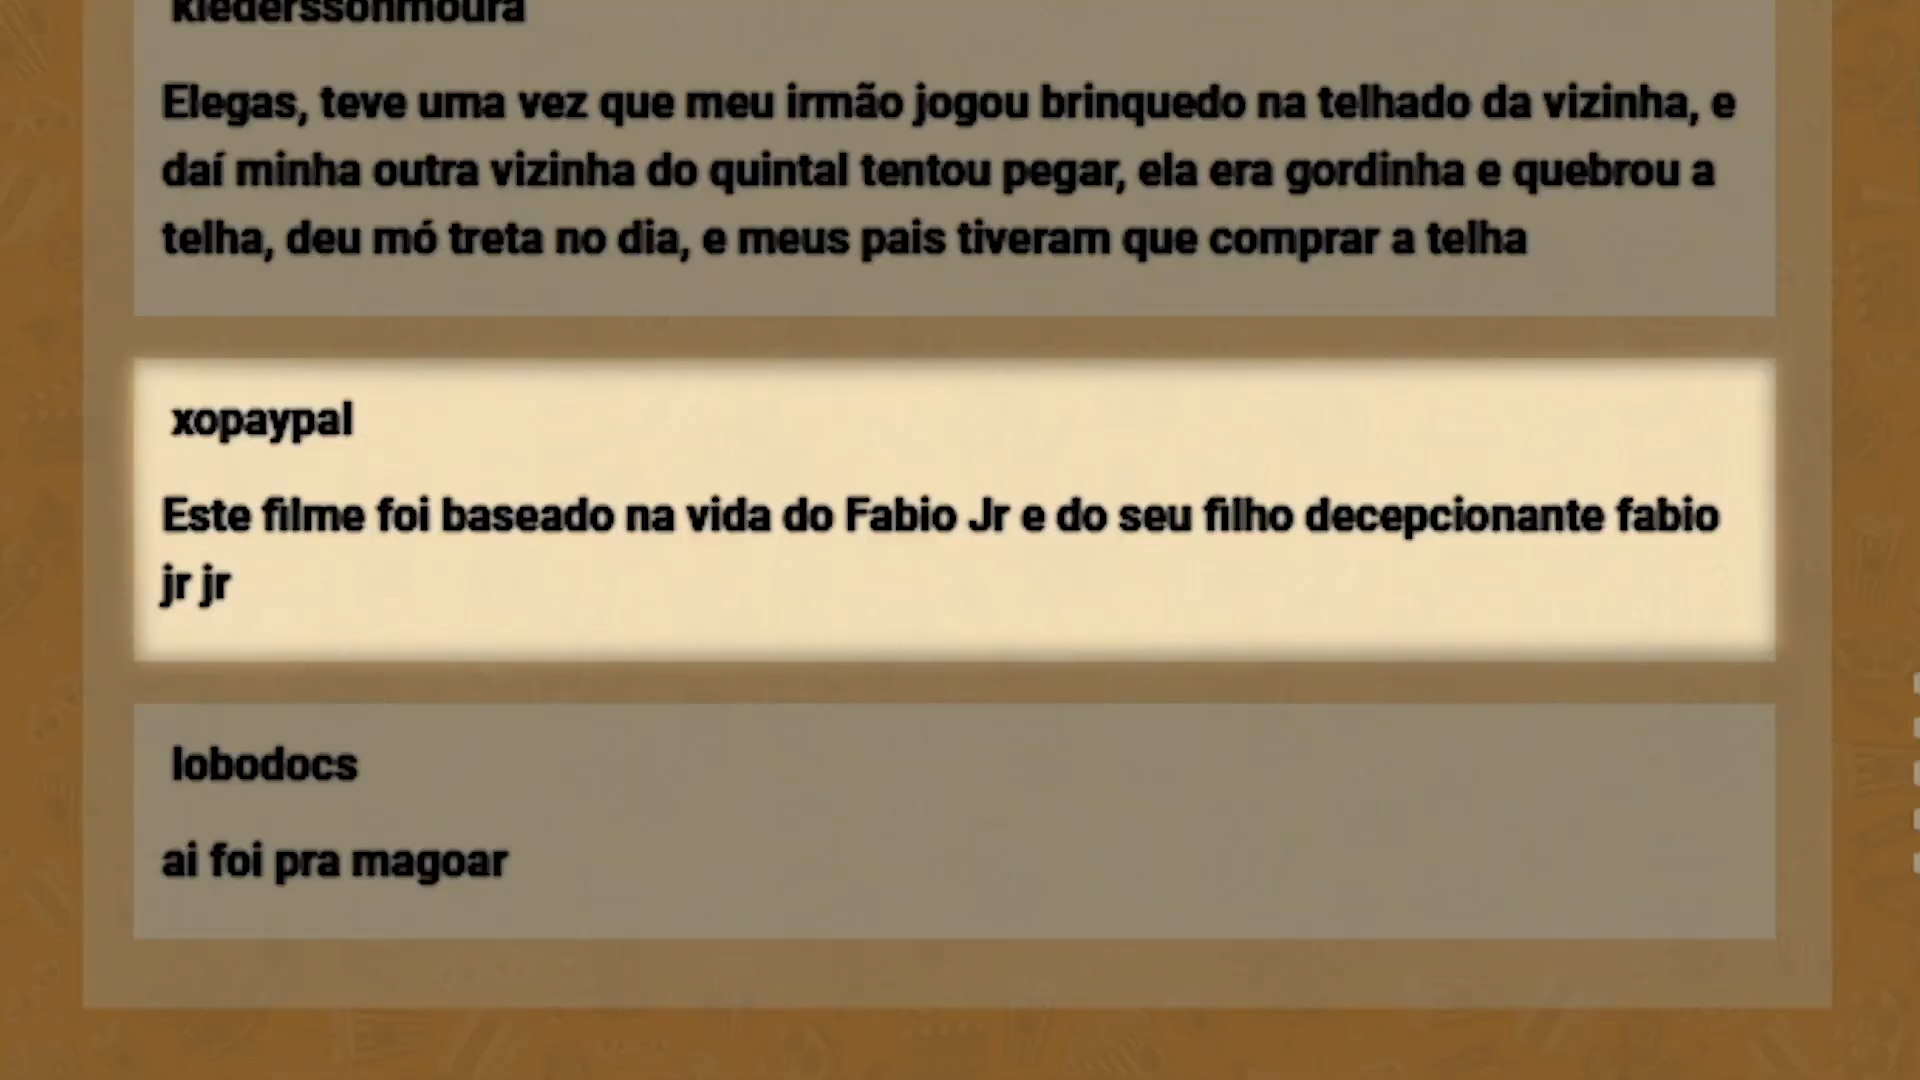 klederssonmoura
Elegas, teve uma vez que meu irmão jogou brinquedo na telhado da vizinha, e
daí minha outra vizinha do quintal tentou pegar, ela era gordinha e quebrou a
telha, deu mó treta no dia, e meus pais tiveram que comprar a telha
xopaypal
Este filme foi baseado na vida do Fabio Jr e do seu filho decepcionante fabio
jr jr
lobodocs
ai foi pra magoar